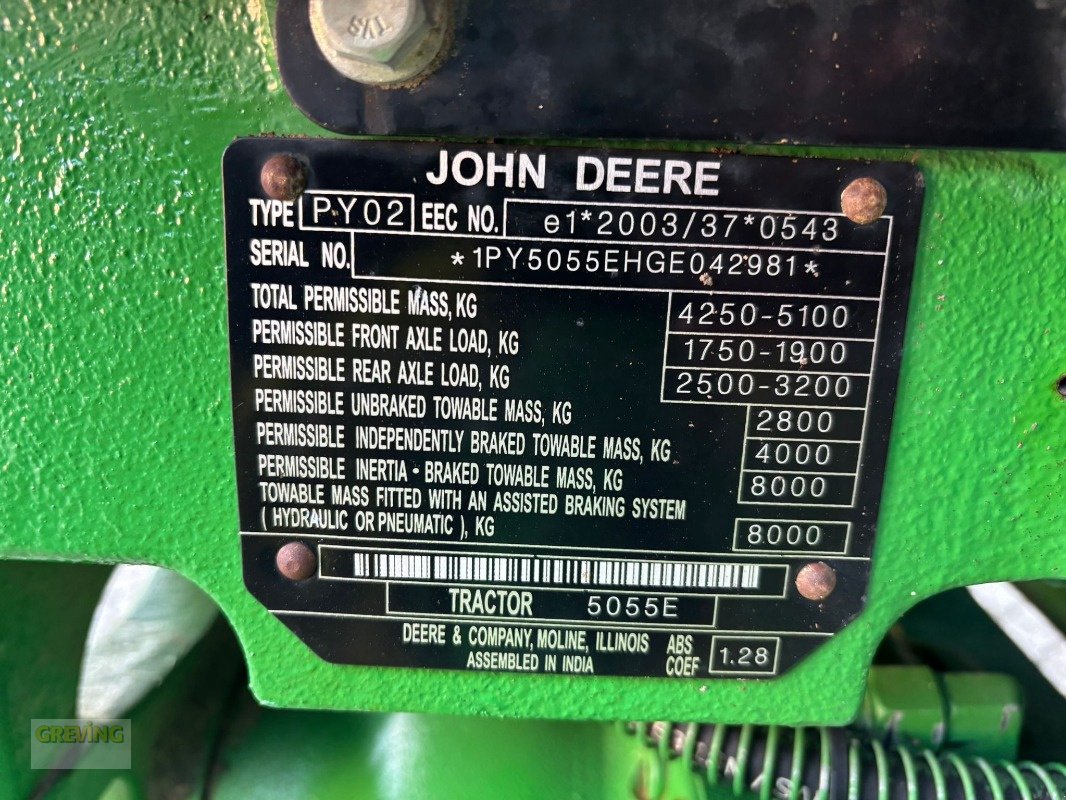 TKS
JOHN DEERE
TYPE PY02 EEC NO. e1*2003/37*0543
SERIAL NO. *1PY5055EHGE042981*
TOTAL PERMISSIBLE MASS, KG 4250-5100
PERMISSIBLE FRONT AXLE LOAD, KG 1750-1900
PERMISSIBLE REAR AXLE LOAD, KG 2500-3200
PERMISSIBLE UNBRAKED TOWABLE MASS, KG 2800
PERMISSIBLE INDEPENDENTLY BRAKED TOWABLE MASS, KG 4000
PERMISSIBLE INERTIA • BRAKED TOWABLE MASS, KG 8000
TOWABLE MASS FITTED WITH AN ASSISTED BRAKING SYSTEM
( HYDRAULIC OR PNEUMATIC ), KG 8000
TRACTOR 5055E
DEERE & COMPANY, MOLINE, ILLINOIS ABS
ASSEMBLED IN INDIA COEF 1.28
GREVING